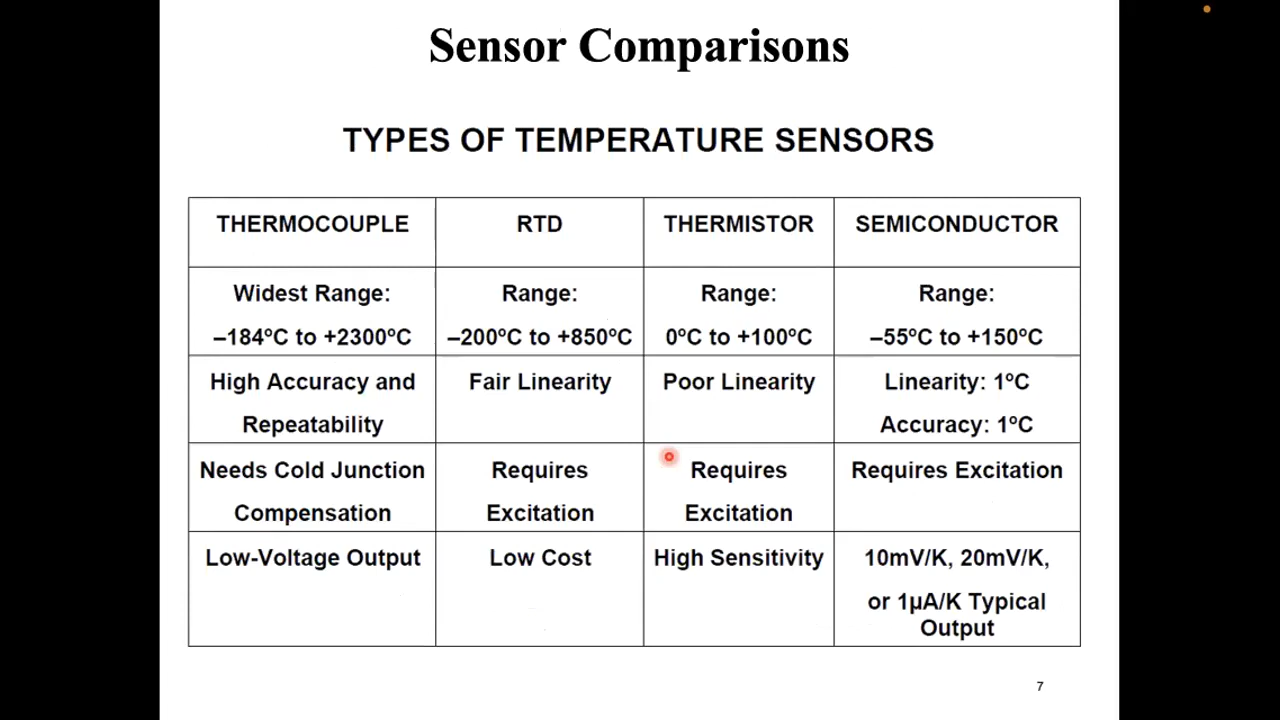 Sensor Comparisons
TYPES OF TEMPERATURE SENSORS
THERMOCOUPLE RTD THERMISTOR SEMICONDUCTOR
Widest Range: Range: Range: Range:
–184ºC to +2300ºC –200ºC to +850ºC 0ºC to +100ºC –55ºC to +150ºC
High Accuracy and Fair Linearity Poor Linearity Linearity: 1ºC
Repeatability Accuracy: 1ºC
Needs Cold Junction Requires Requires Requires Excitation
Compensation Excitation Excitation
Low-Voltage Output Low Cost High Sensitivity 10mV/K, 20mV/K,
or 1µA/K Typical
Output
7